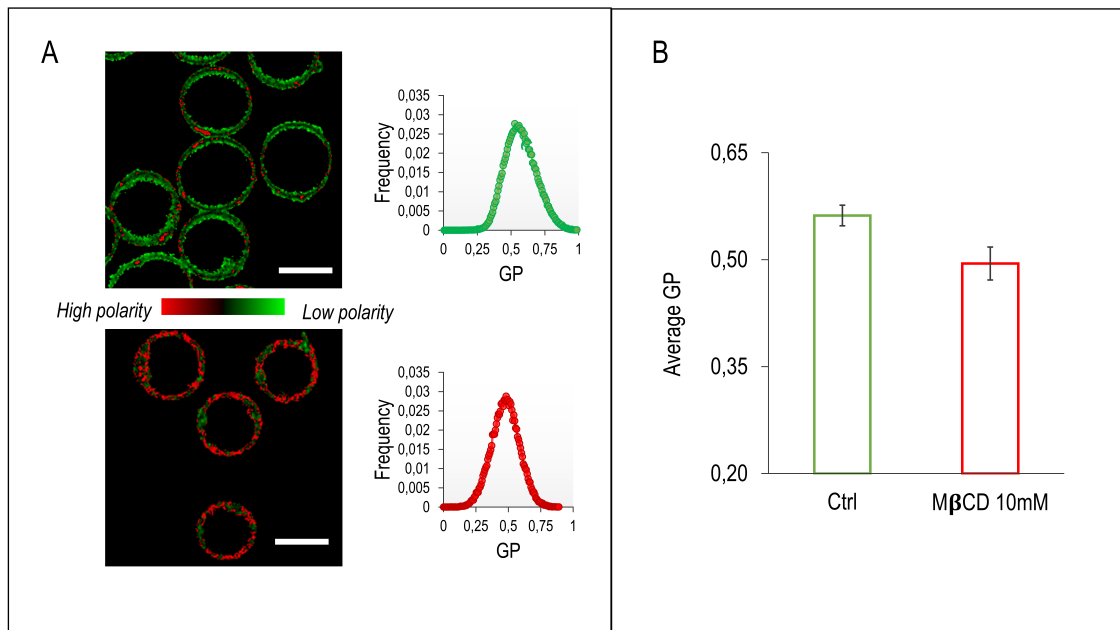 A
0,035
0,03
0,025
0,02
0,015
0,01
0,005
0
Frequency
0 0,25 0,5 0,75 1
GP
High polarity Low polarity
0,035
0,03
0,025
0,02
0,015
0,01
0,005
0
Frequency
0 0,25 0,5 0,75 1
GP
B
0,65
0,50
0,35
0,20
Average GP
Ctrl MβCD 10mM